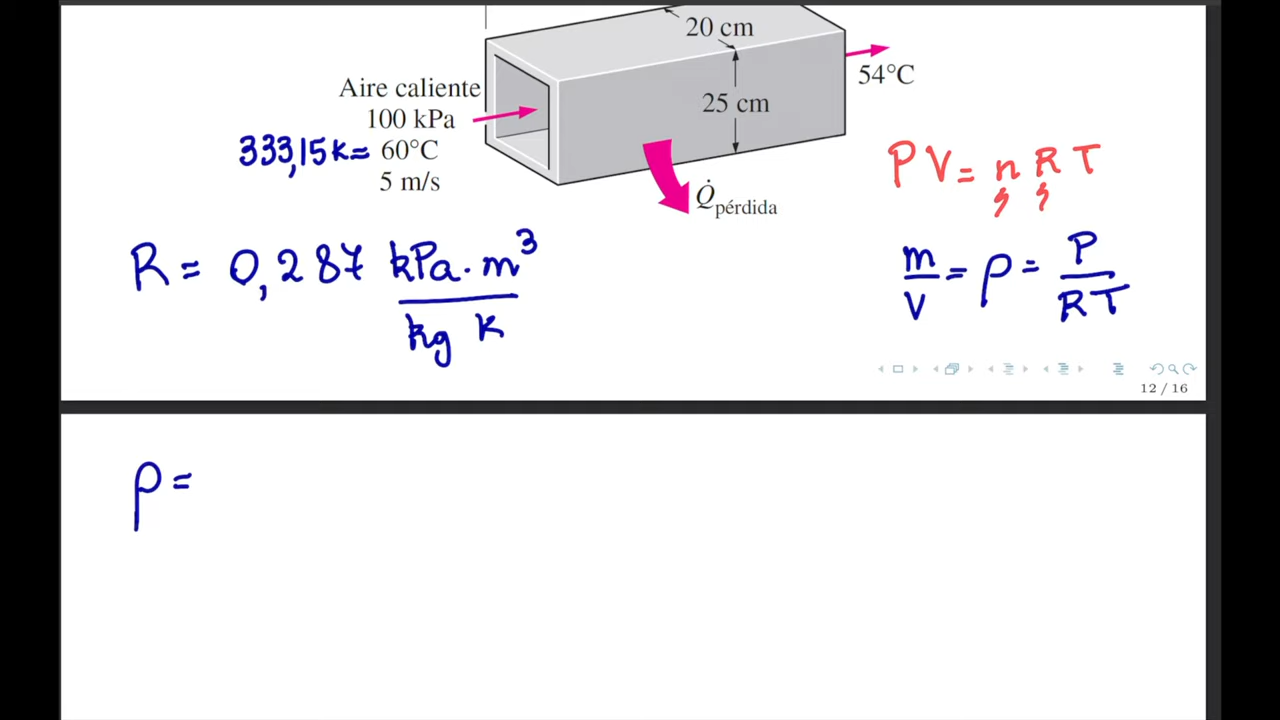 20 cm
54°C
Aire caliente
100 kPa
25 cm
333,15 K = 60°C
5 m/s
Q̇ pérdida
PV = n R T
R = 0,287 kPa·m³ / kg K
m/V = ρ = P/RT
12 / 16
ρ =